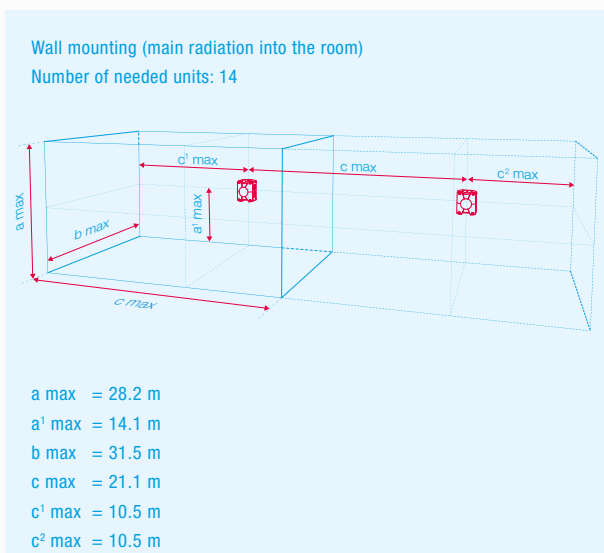 Wall mounting (main radiation into the room)
Number of needed units: 14
c¹ max
c max
c² max
a max
a¹ max
b max
c max
a max = 28.2 m
a¹ max = 14.1 m
b max = 31.5 m
c max = 21.1 m
c¹ max = 10.5 m
c² max = 10.5 m